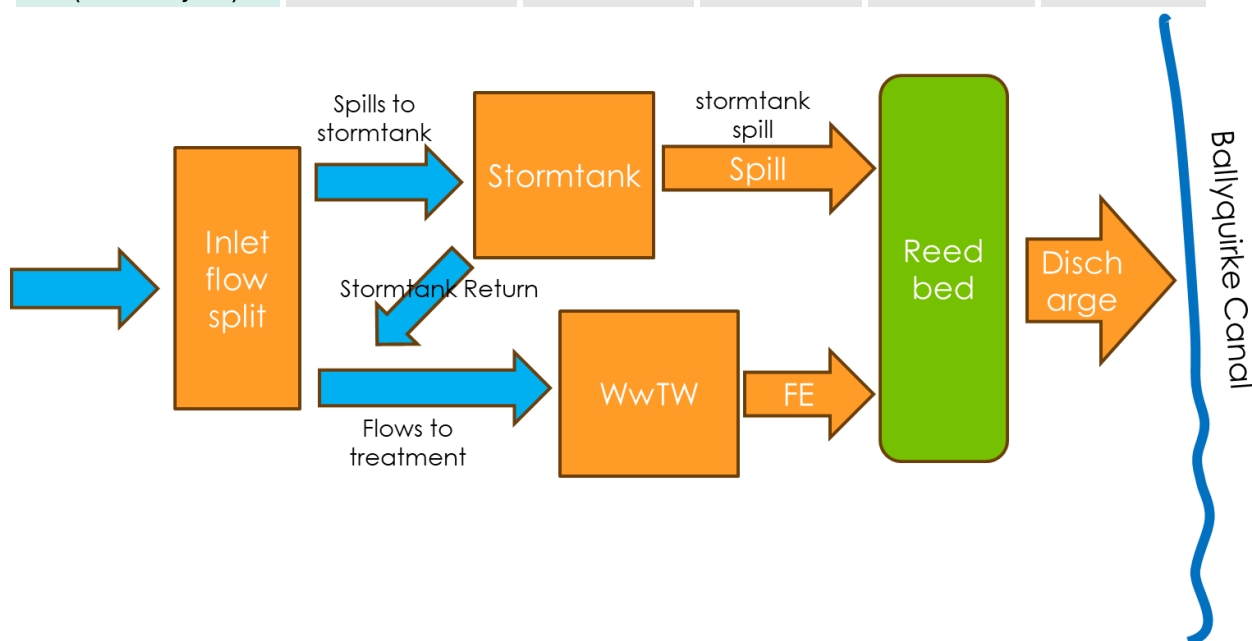 Spills to
stormtank
Stormtank
stormtank
spill
Spill
Inlet
flow
split
Stormtank Return
Reed
bed
Disch
arge
Ballyquirke Canal
WwTW
FE
Flows to
treatment